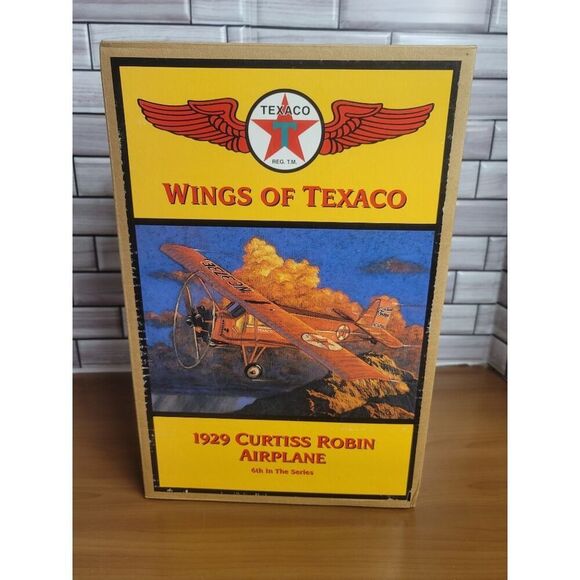 TEXACO
T
REG. T.M.
WINGS OF TEXACO
1929 CURTISS ROBIN
AIRPLANE
6th In The Series